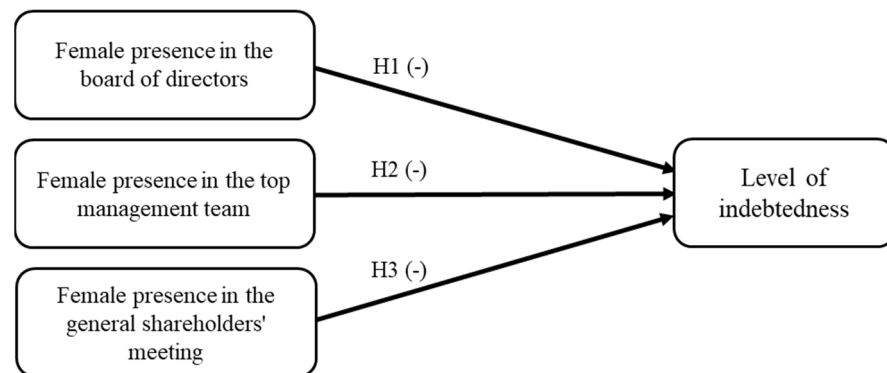 Female presence in the
board of directors
H1 (-)
Female presence in the top
management team
H2 (-)
Level of
indebtedness
H3 (-)
Female presence in the
general shareholders'
meeting